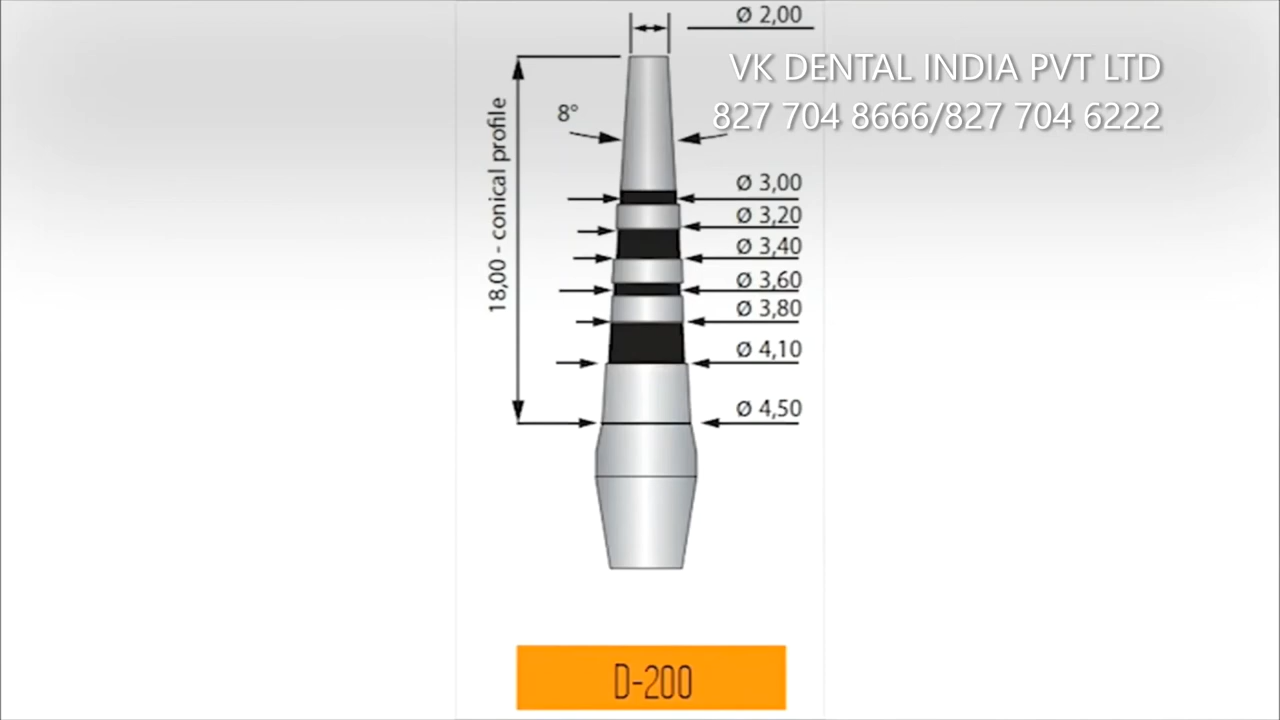 Ø 2,00
VK DENTAL INDIA PVT LTD
827 704 8666/827 704 6222
8°
18,00 - conical profile
Ø 3,00
Ø 3,20
Ø 3,40
Ø 3,60
Ø 3,80
Ø 4,10
Ø 4,50
D-200